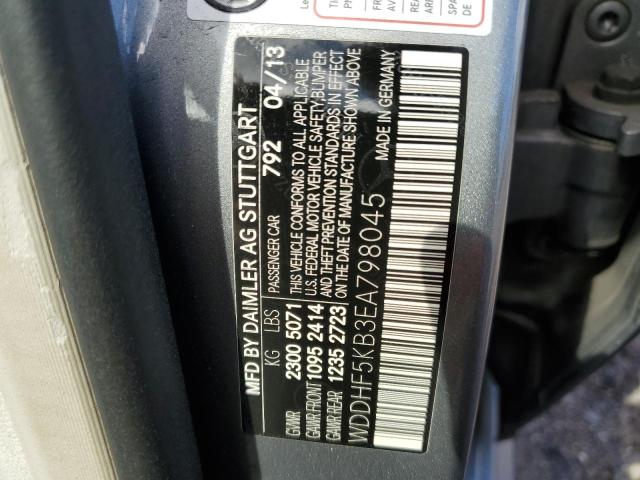 MFD BY DAIMLER AG STUTTGART
792 04/13
KG LBS PASSENGER CAR
GVWR 2300 5071 THIS VEHICLE CONFORMS TO ALL APPLICABLE
GAWR FRONT 1095 2414 U.S. FEDERAL MOTOR VEHICLE SAFETY, BUMPER
GAWR REAR 1235 2723 AND THEFT PREVENTION STANDARDS IN EFFECT
ON THE DATE OF MANUFACTURE SHOWN ABOVE
WDDHF5KB3EA798045 MADE IN GERMANY